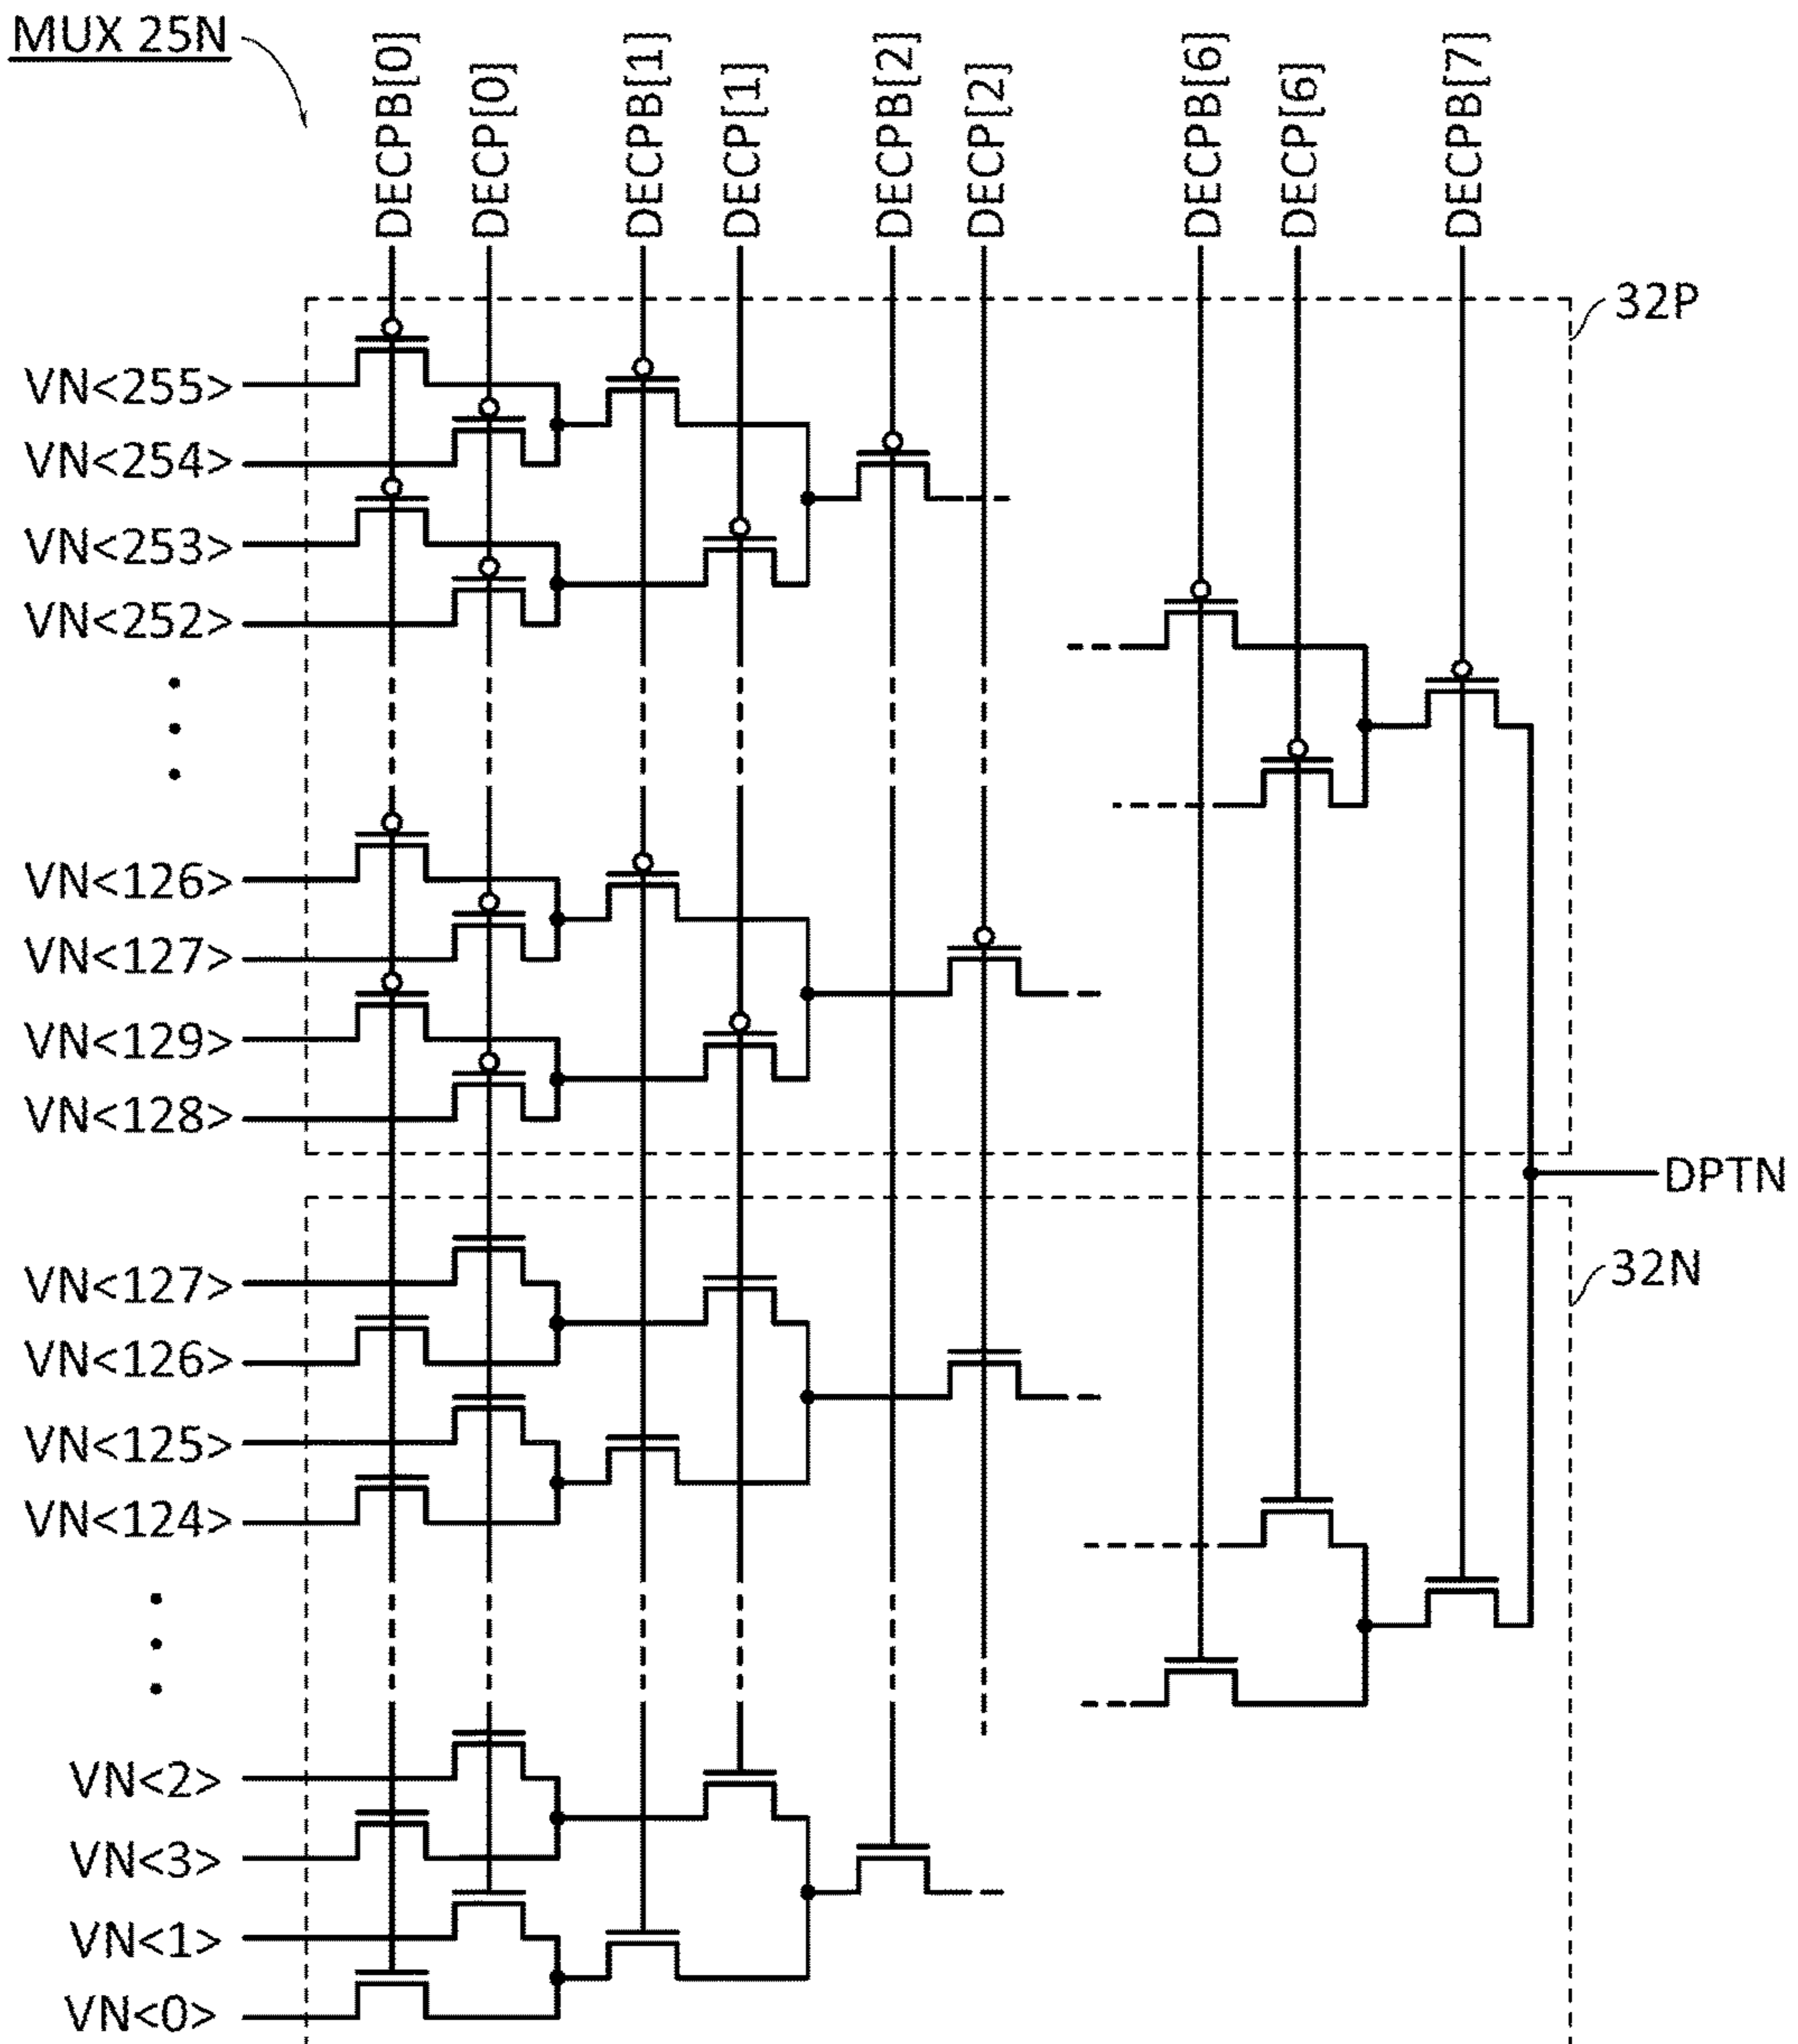 MUX 25N
DECPB[0]
DECP[0]
DECPB[1]
DECP[1]
DECPB[2]
DECP[2]
DECPB[6]
DECP[6]
DECPB[7]
32P
VN<255>
VN<254>
VN<253>
VN<252>
VN<126>
VN<127>
VN<129>
VN<128>
DPTN
32N
VN<127>
VN<126>
VN<125>
VN<124>
VN<2>
VN<3>
VN<1>
VN<0>